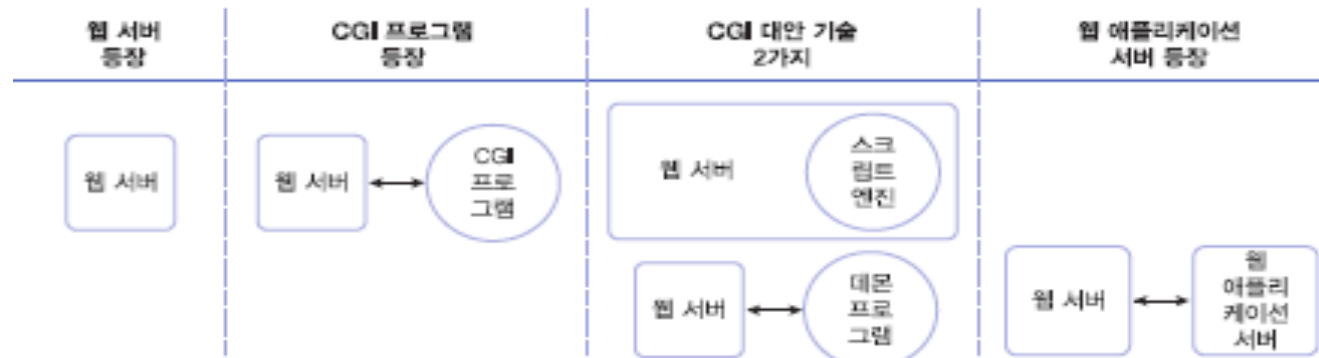 웹 서버
등장
CGI 프로그램
등장
CGI 대안 기술
2가지
웹 애플리케이션
서버 등장
웹 서버
웹 서버
CGI
프로
그램
웹 서버
스크
립트
엔진
웹 서버
데몬
프로
그램
웹 서버
웹
애플리
케이션
서버